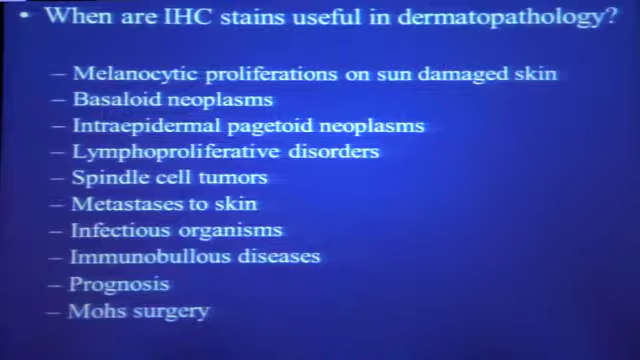 • When are IHC stains useful in dermatopathology?
– Melanocytic proliferations on sun damaged skin
– Basaloid neoplasms
– Intraepidermal pagetoid neoplasms
– Lymphoproliferative disorders
– Spindle cell tumors
– Metastases to skin
– Infectious organisms
– Immunobullous diseases
– Prognosis
– Mohs surgery